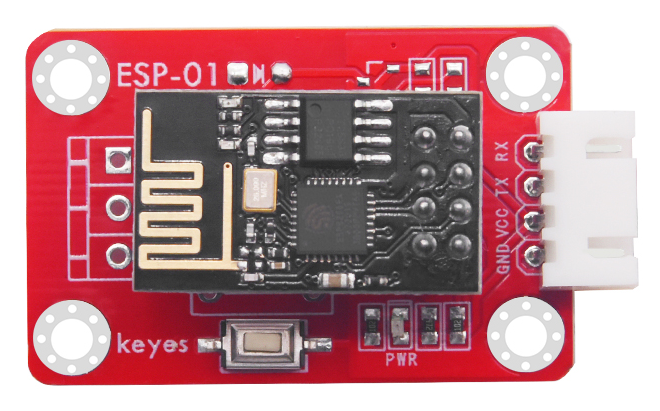 ESP-01
RX
TX
VCC
GND
keyes
PWR